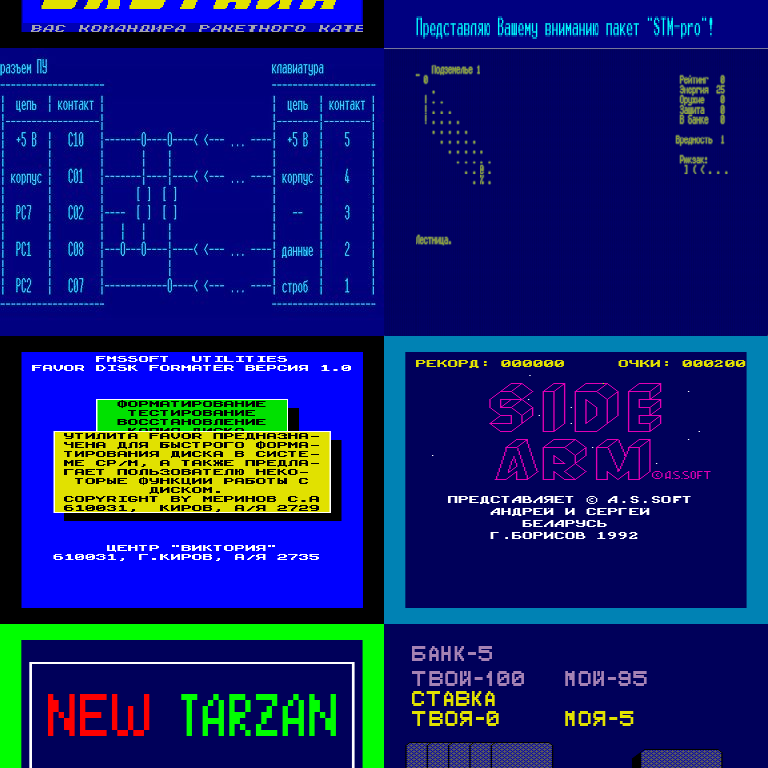 ВАС КОМАНДИРА РАКЕТНОГО КАТЕ
Представляю Вашему вниманию пакет "STM-pro"!
разъем ПУ клавиатура
цепь контакт цепь контакт
+5 В С10 +5 В 5
корпус С01 корпус 4
РС7 С02 -- 3
РС1 С08 данные 2
РС2 С07 строб 1
Подземелье 1
Рейтинг 0
Энергия 25
Оружие 0
Защита 0
В банке 0
Вредность 1
Рюкзак:
Лестница.
FMSSOFT UTILITIES
FAVOR DISK FORMATER ВЕРСИЯ 1.0
ФОРМАТИРОВАНИЕ
ТЕСТИРОВАНИЕ
ВОССТАНОВЛЕНИЕ
УТИЛИТА FAVOR ПРЕДНАЗНА-
ЧЕНА ДЛЯ БЫСТРОГО ФОРМА-
ТИРОВАНИЯ ДИСКА В СИСТЕ-
МЕ CP/M, А ТАКЖЕ ПРЕДЛА-
ГАЕТ ПОЛЬЗОВАТЕЛЮ НЕКО-
ТОРЫЕ ФУНКЦИИ РАБОТЫ С
ДИСКОМ.
COPYRIGHT BY МЕРИНОВ С.А
610031, КИРОВ, А/Я 2729
ЦЕНТР "ВИКТОРИЯ"
610031, Г.КИРОВ, А/Я 2735
РЕКОРД: 000000 ОЧКИ: 000200
SIDE
ARM
© A.S.SOFT
ПРЕДСТАВЛЯЕТ © A.S.SOFT
АНДРЕЙ И СЕРГЕЙ
БЕЛАРУСЬ
Г.БОРИСОВ 1992
NEW TARZAN
БАНК-5
ТВОИ-100 МОИ-95
СТАВКА
ТВОЯ-0 МОЯ-5